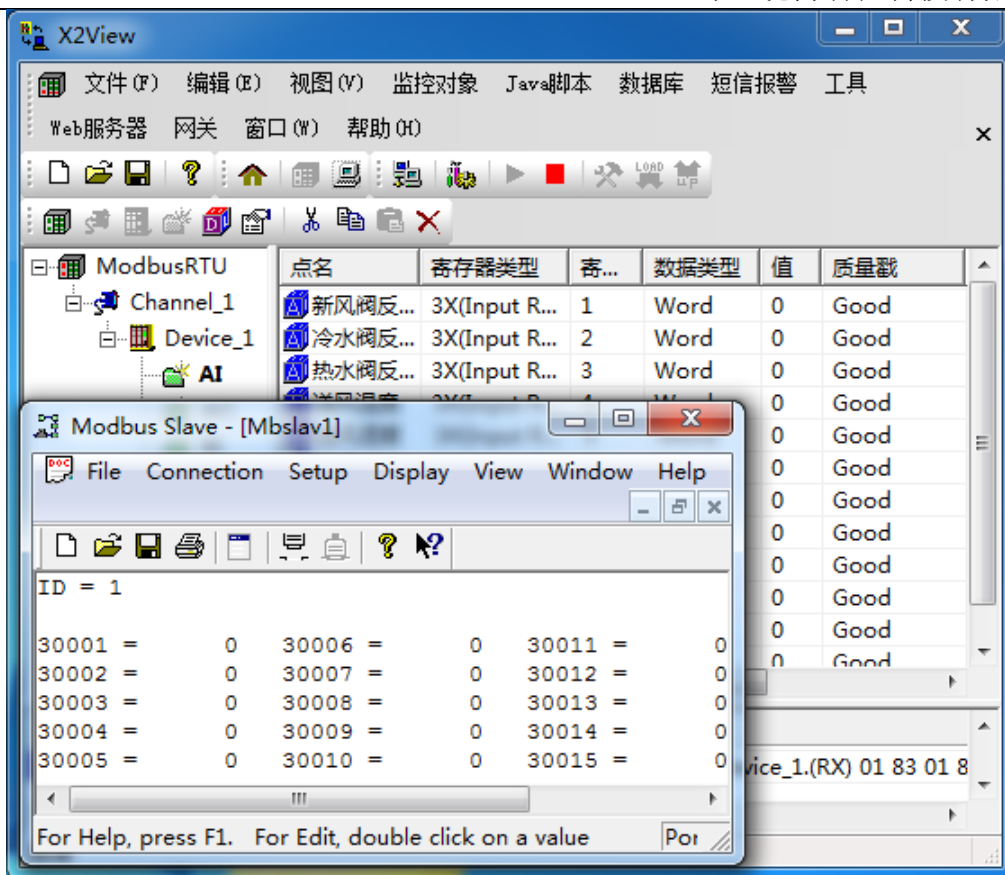 X2View
文件(F) 编辑(E) 视图(V) 监控对象 Java脚本 数据库 短信报警 工具
Web服务器 网关 窗口(W) 帮助(H)
LOAD UP
ModbusRTU
Channel_1
Device_1
AI
点名 寄存器类型 寄... 数据类型 值 质量戳
新风阀反... 3X(Input R... 1 Word 0 Good
冷水阀反... 3X(Input R... 2 Word 0 Good
热水阀反... 3X(Input R... 3 Word 0 Good
0 Good
0 Good
0 Good
0 Good
0 Good
0 Good
0 Good
0 Good
0 Good
vice_1.(RX) 01 83 01 8
Modbus Slave - [Mbslav1]
File Connection Setup Display View Window Help
ID = 1
30001 = 0 30006 = 0 30011 = 0
30002 = 0 30007 = 0 30012 = 0
30003 = 0 30008 = 0 30013 = 0
30004 = 0 30009 = 0 30014 = 0
30005 = 0 30010 = 0 30015 = 0
For Help, press F1. For Edit, double click on a value Por